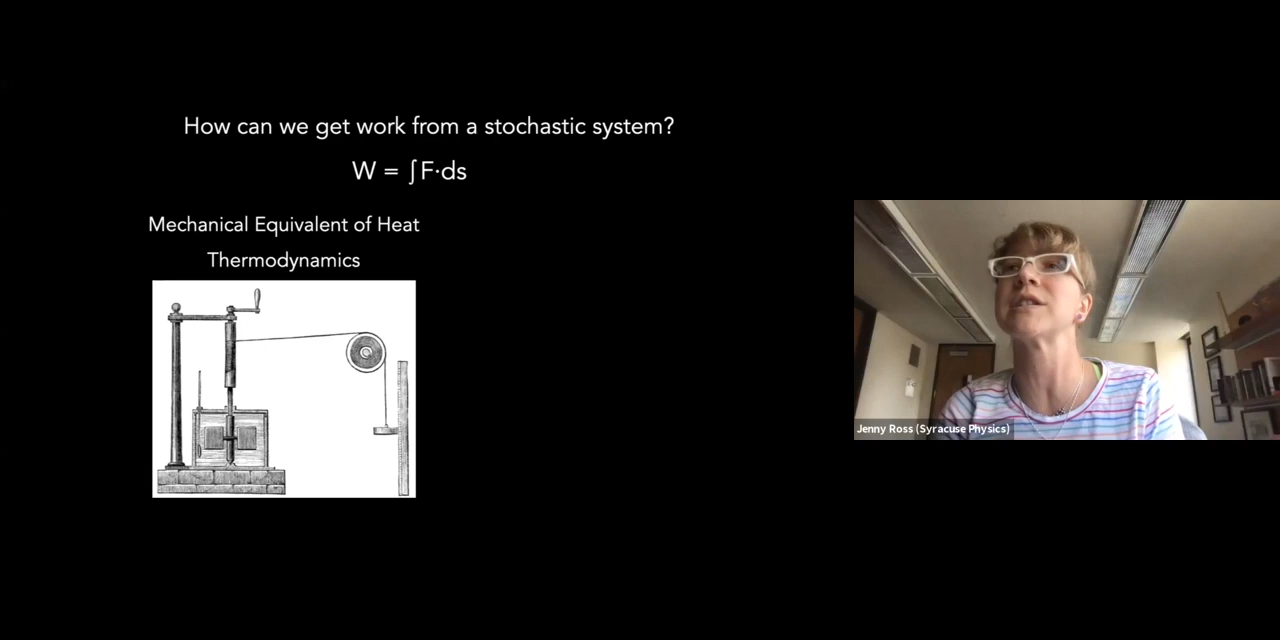 How can we get work from a stochastic system?
W = ∫F·ds
Mechanical Equivalent of Heat
Thermodynamics
Jenny Ross (Syracuse Physics)